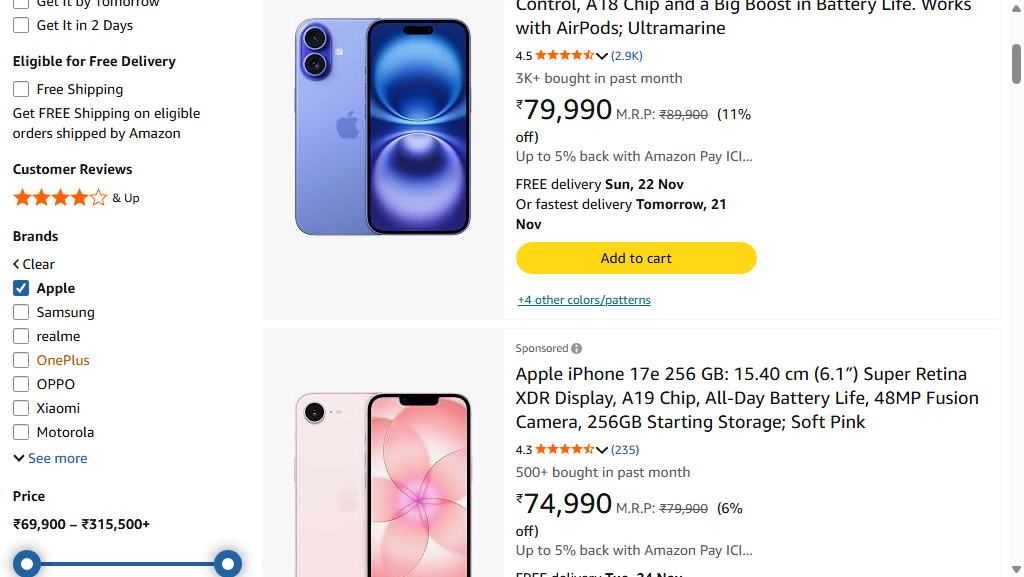 Get It by Tomorrow
Get It in 2 Days
Eligible for Free Delivery
Free Shipping
Get FREE Shipping on eligible
orders shipped by Amazon
Customer Reviews
& Up
Brands
Clear
Apple
Samsung
realme
OnePlus
OPPO
Xiaomi
Motorola
See more
Price
₹69,900 – ₹315,500+
Control, A18 Chip and a Big Boost in Battery Life. Works
with AirPods; Ultramarine
4.5 (2.9K)
3K+ bought in past month
₹79,990 M.R.P: ₹89,900 (11%
off)
Up to 5% back with Amazon Pay ICI…
FREE delivery Sun, 22 Nov
Or fastest delivery Tomorrow, 21
Nov
Add to cart
+4 other colors/patterns
Sponsored
Apple iPhone 17e 256 GB: 15.40 cm (6.1″) Super Retina
XDR Display, A19 Chip, All-Day Battery Life, 48MP Fusion
Camera, 256GB Starting Storage; Soft Pink
4.3 (235)
500+ bought in past month
₹74,990 M.R.P: ₹79,900 (6%
off)
Up to 5% back with Amazon Pay ICI…
FREE delivery Tue, 24 Nov